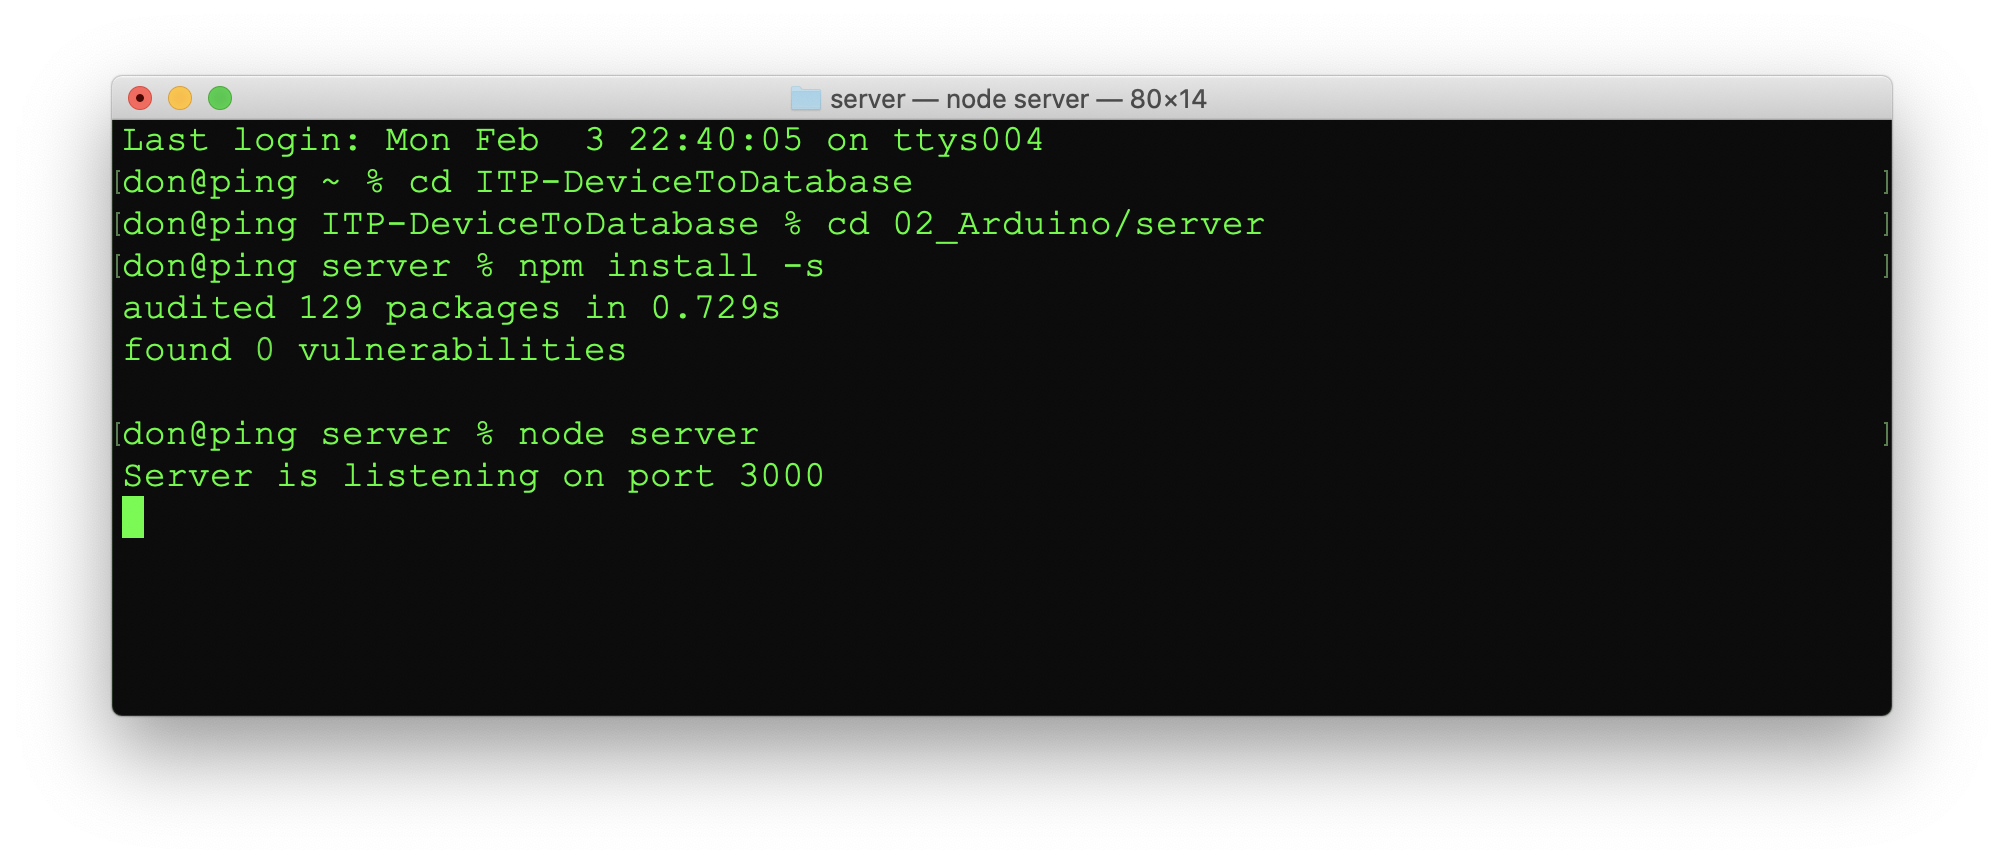 server — node server — 80×14
Last login: Mon Feb  3 22:40:05 on ttys004
[don@ping ~ % cd ITP-DeviceToDatabase ]
[don@ping ITP-DeviceToDatabase % cd 02_Arduino/server ]
[don@ping server % npm install -s ]
audited 129 packages in 0.729s
found 0 vulnerabilities
[don@ping server % node server ]
Server is listening on port 3000